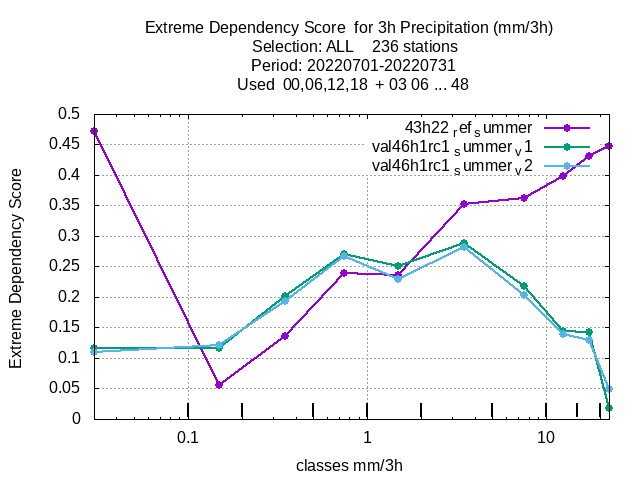 Extreme Dependency Score  for 3h Precipitation (mm/3h)
Selection: ALL    236 stations
Period: 20220701-20220731
Used  00,06,12,18  + 03 06 ... 48
43h22 ref summer
val46h1rc1 summer v1
val46h1rc1 summer v2
Extreme Dependency Score
0.5
0.45
0.4
0.35
0.3
0.25
0.2
0.15
0.1
0.05
0
0.1 1 10
classes mm/3h